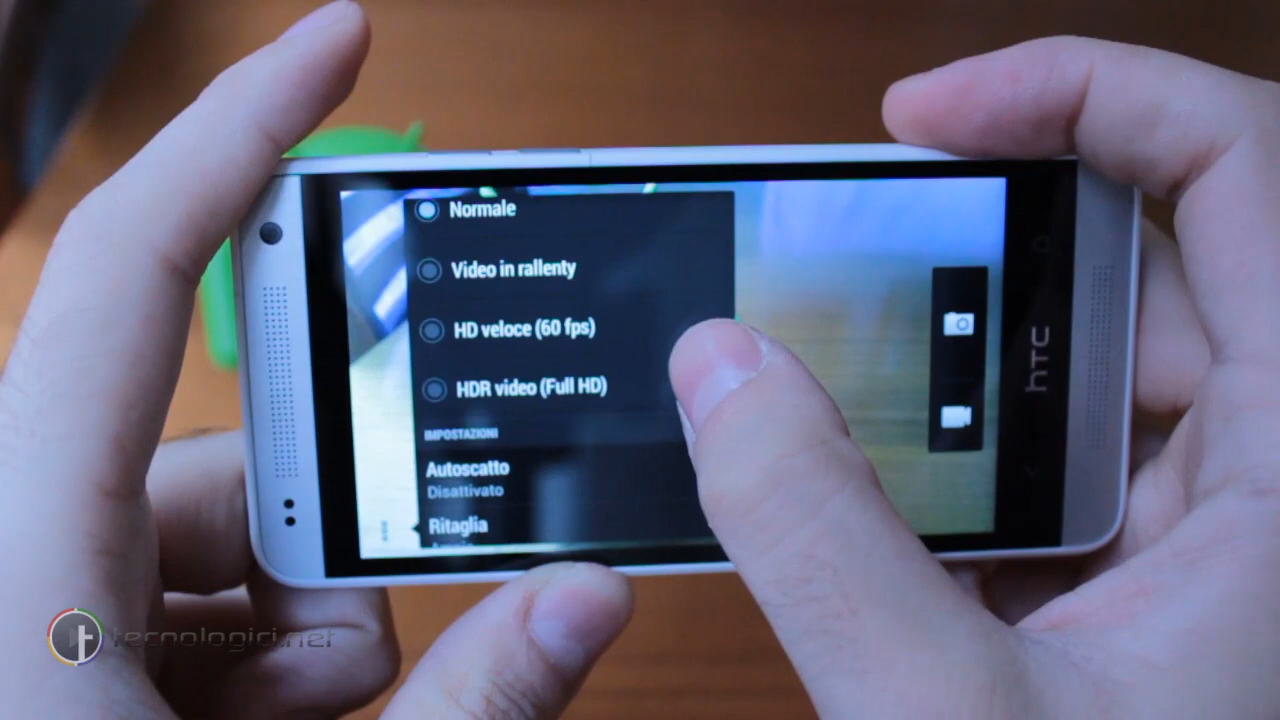 Normale
Video in rallenty
HD veloce (60 fps)
HDR video (Full HD)
IMPOSTAZIONI
Autoscatto
Disattivato
Ritaglia
hTC
tecnologici.net